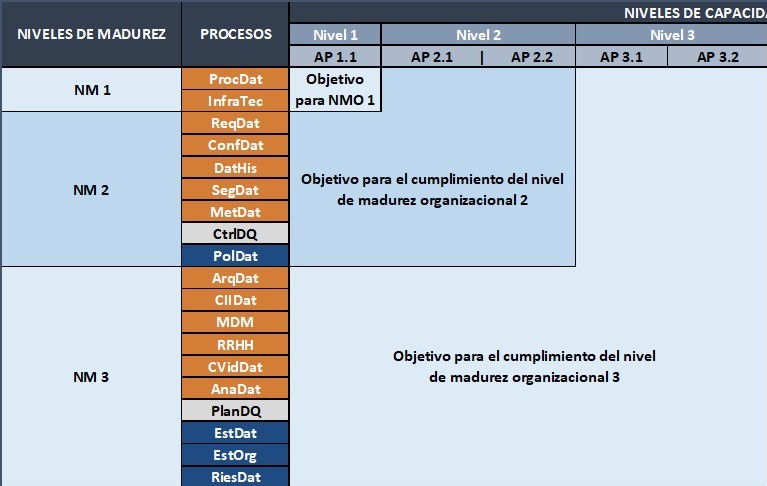 NIVELES DE MADUREZ PROCESOS NIVELES DE CAPACIDA
Nivel 1 Nivel 2 Nivel 3
AP 1.1 AP 2.1 | AP 2.2 AP 3.1 AP 3.2
NM 1
ProcDat
InfraTec
Objetivo
para NMO 1
NM 2
ReqDat
ConfDat
DatHis
SegDat
MetDat
CtrlDQ
PolDat
Objetivo para el cumplimiento del nivel
de madurez organizacional 2
NM 3
ArqDat
CIIDat
MDM
RRHH
CVidDat
AnaDat
PlanDQ
EstDat
EstOrg
RiesDat
Objetivo para el cumplimiento del nivel
de madurez organizacional 3